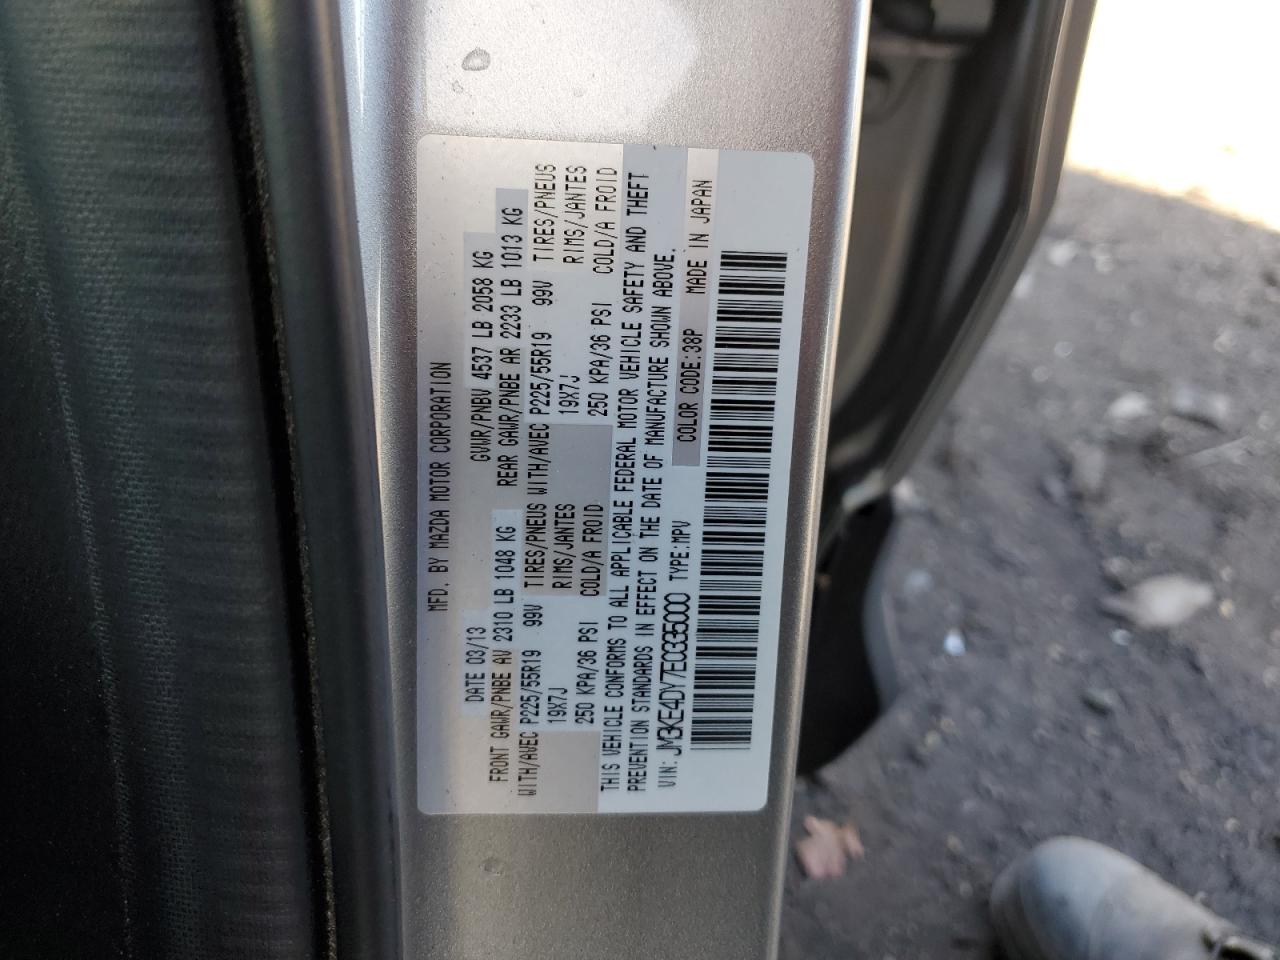 MFD. BY MAZDA MOTOR CORPORATION
DATE 03/13 GVWR/PNBV 4537 LB 2058 KG
FRONT GAWR/PNBE AV 2310 LB 1048 KG REAR GAWR/PNBE AR 2233 LB 1013 KG
WITH/AVEC P225/55R19 99V TIRES/PNEUS WITH/AVEC P225/55R19 99V TIRES/PNEUS
19X7J RIMS/JANTES 19X7J RIMS/JANTES
250 KPA/36 PSI COLD/A FROID 250 KPA/36 PSI COLD/A FROID
THIS VEHICLE CONFORMS TO ALL APPLICABLE FEDERAL MOTOR VEHICLE SAFETY AND THEFT
PREVENTION STANDARDS IN EFFECT ON THE DATE OF MANUFACTURE SHOWN ABOVE.
VIN: JM3KE4DY7E0335000 TYPE:MPV COLOR CODE:38P MADE IN JAPAN